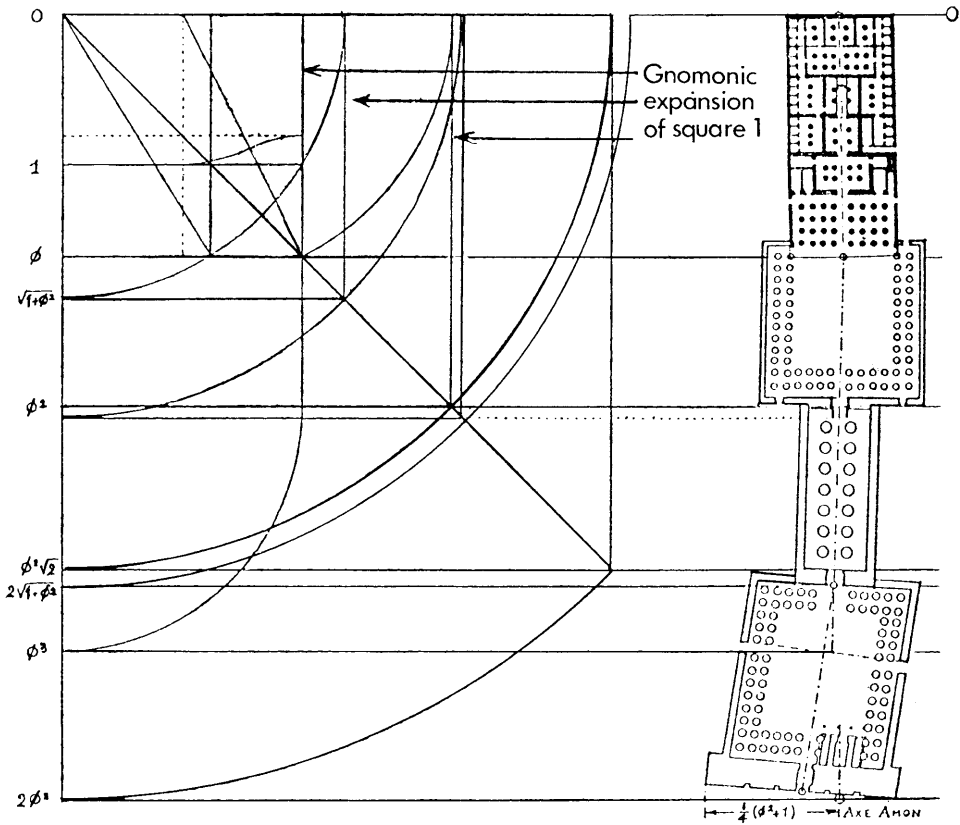 O
O
Gnomonic
expansion
of square 1
1
ø
√1+ø²
ø²
ø²√2
2√1+ø²
ø³
2ø²
¼(ø²+1) AXE AMON